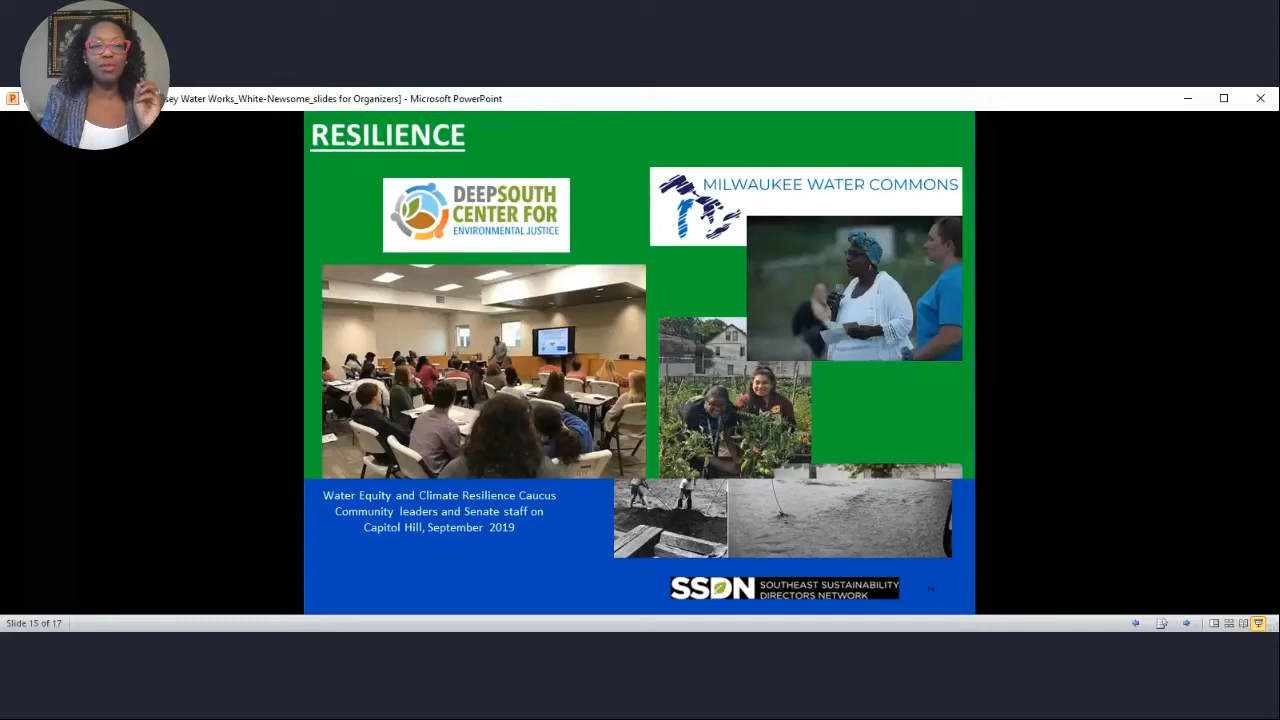 sey Water Works_White-Newsome_slides for Organizers] - Microsoft PowerPoint
RESILIENCE
DEEPSOUTH
CENTER FOR
ENVIRONMENTAL JUSTICE
MILWAUKEE WATER COMMONS
Water Equity and Climate Resilience Caucus
Community leaders and Senate staff on
Capitol Hill, September 2019
SSDN
SOUTHEAST SUSTAINABILITY
DIRECTORS NETWORK
14
Slide 15 of 17